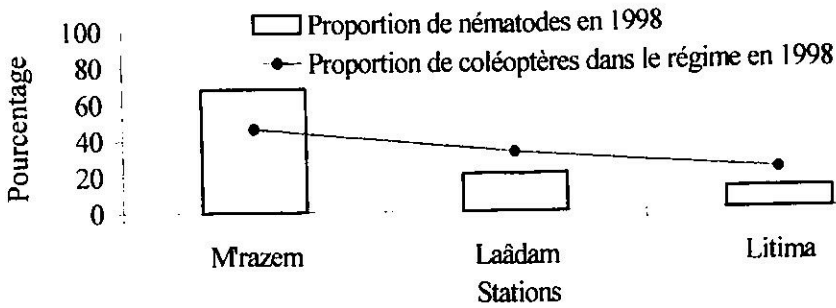 Proportion de nématodes en 1998
Proportion de coléoptères dans le régime en 1998
Pourcentage
100
80
60
40
20
0
M'razem
Laâdam
Litima
Stations